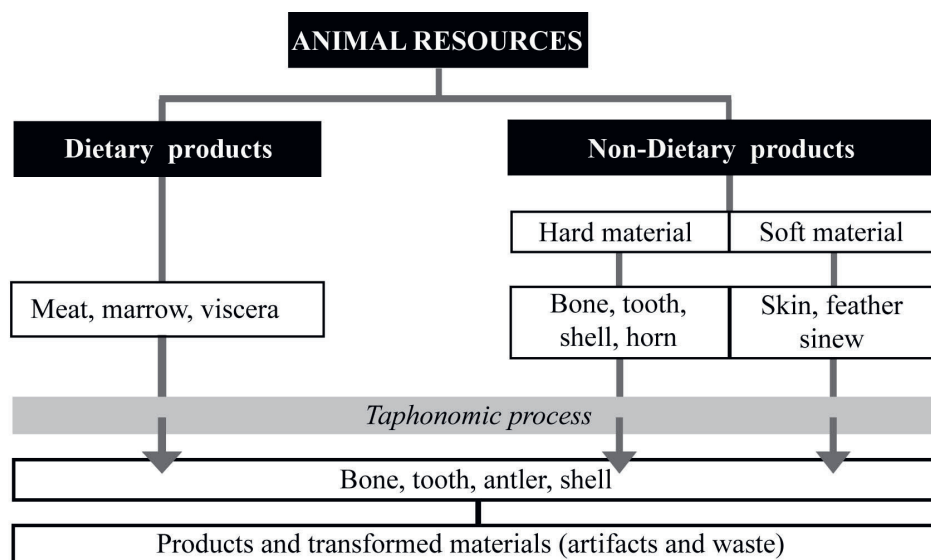 ANIMAL RESOURCES
Dietary products
Non-Dietary products
Hard material
Soft material
Meat, marrow, viscera
Bone, tooth,
shell, horn
Skin, feather
sinew
Taphonomic process
Bone, tooth, antler, shell
Products and transformed materials (artifacts and waste)